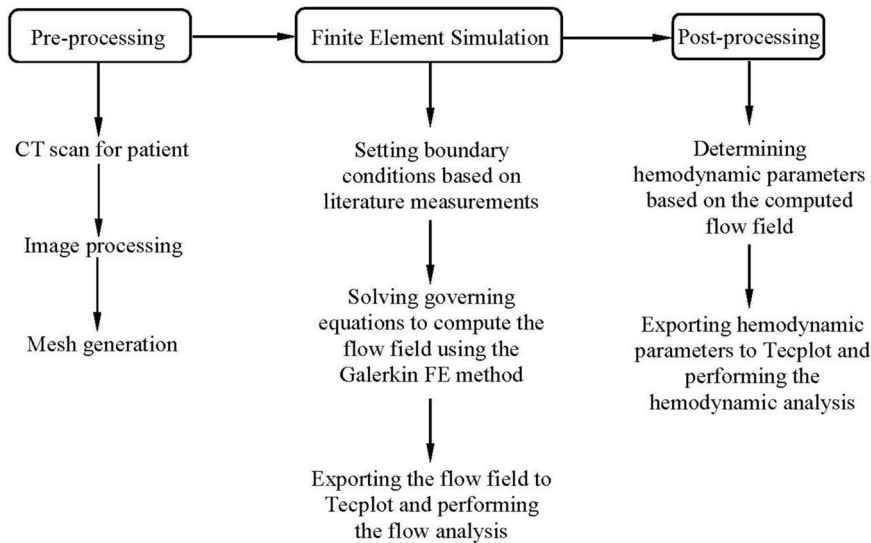 Pre-processing
CT scan for patient
Image processing
Mesh generation
Finite Element Simulation
Setting boundary
conditions based on
literature measurements
Solving governing
equations to compute the
flow field using the
Galerkin FE method
Exporting the flow field to
Tecplot and performing
the flow analysis
Post-processing
Determining
hemodynamic parameters
based on the computed
flow field
Exporting hemodynamic
parameters to Tecplot and
performing the
hemodynamic analysis